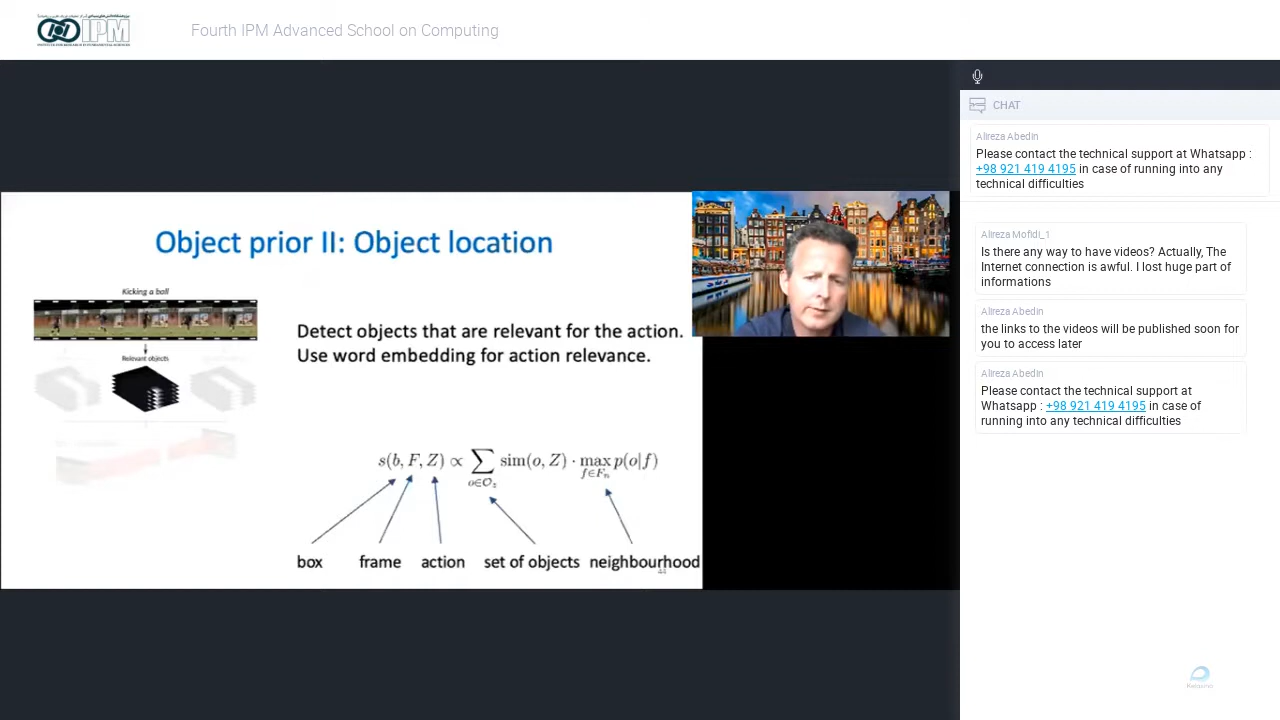 IPM
Fourth IPM Advanced School on Computing
Object prior II: Object location
Kicking a ball
Relevant objects
Detect objects that are relevant for the action.
Use word embedding for action relevance.
s(b, F, Z) ∝ ∑ sim(o, Z) · max p(o|f)
o∈O_z f∈F_n
box frame action set of objects neighbourhood
44
CHAT
Alireza Abedin
Please contact the technical support at Whatsapp :
+98 921 419 4195 in case of running into any
technical difficulties
Alireza Mofidi_1
Is there any way to have videos? Actually, The
Internet connection is awful. I lost huge part of
informations
Alireza Abedin
the links to the videos will be published soon for
you to access later
Alireza Abedin
Please contact the technical support at
Whatsapp : +98 921 419 4195 in case of
running into any technical difficulties